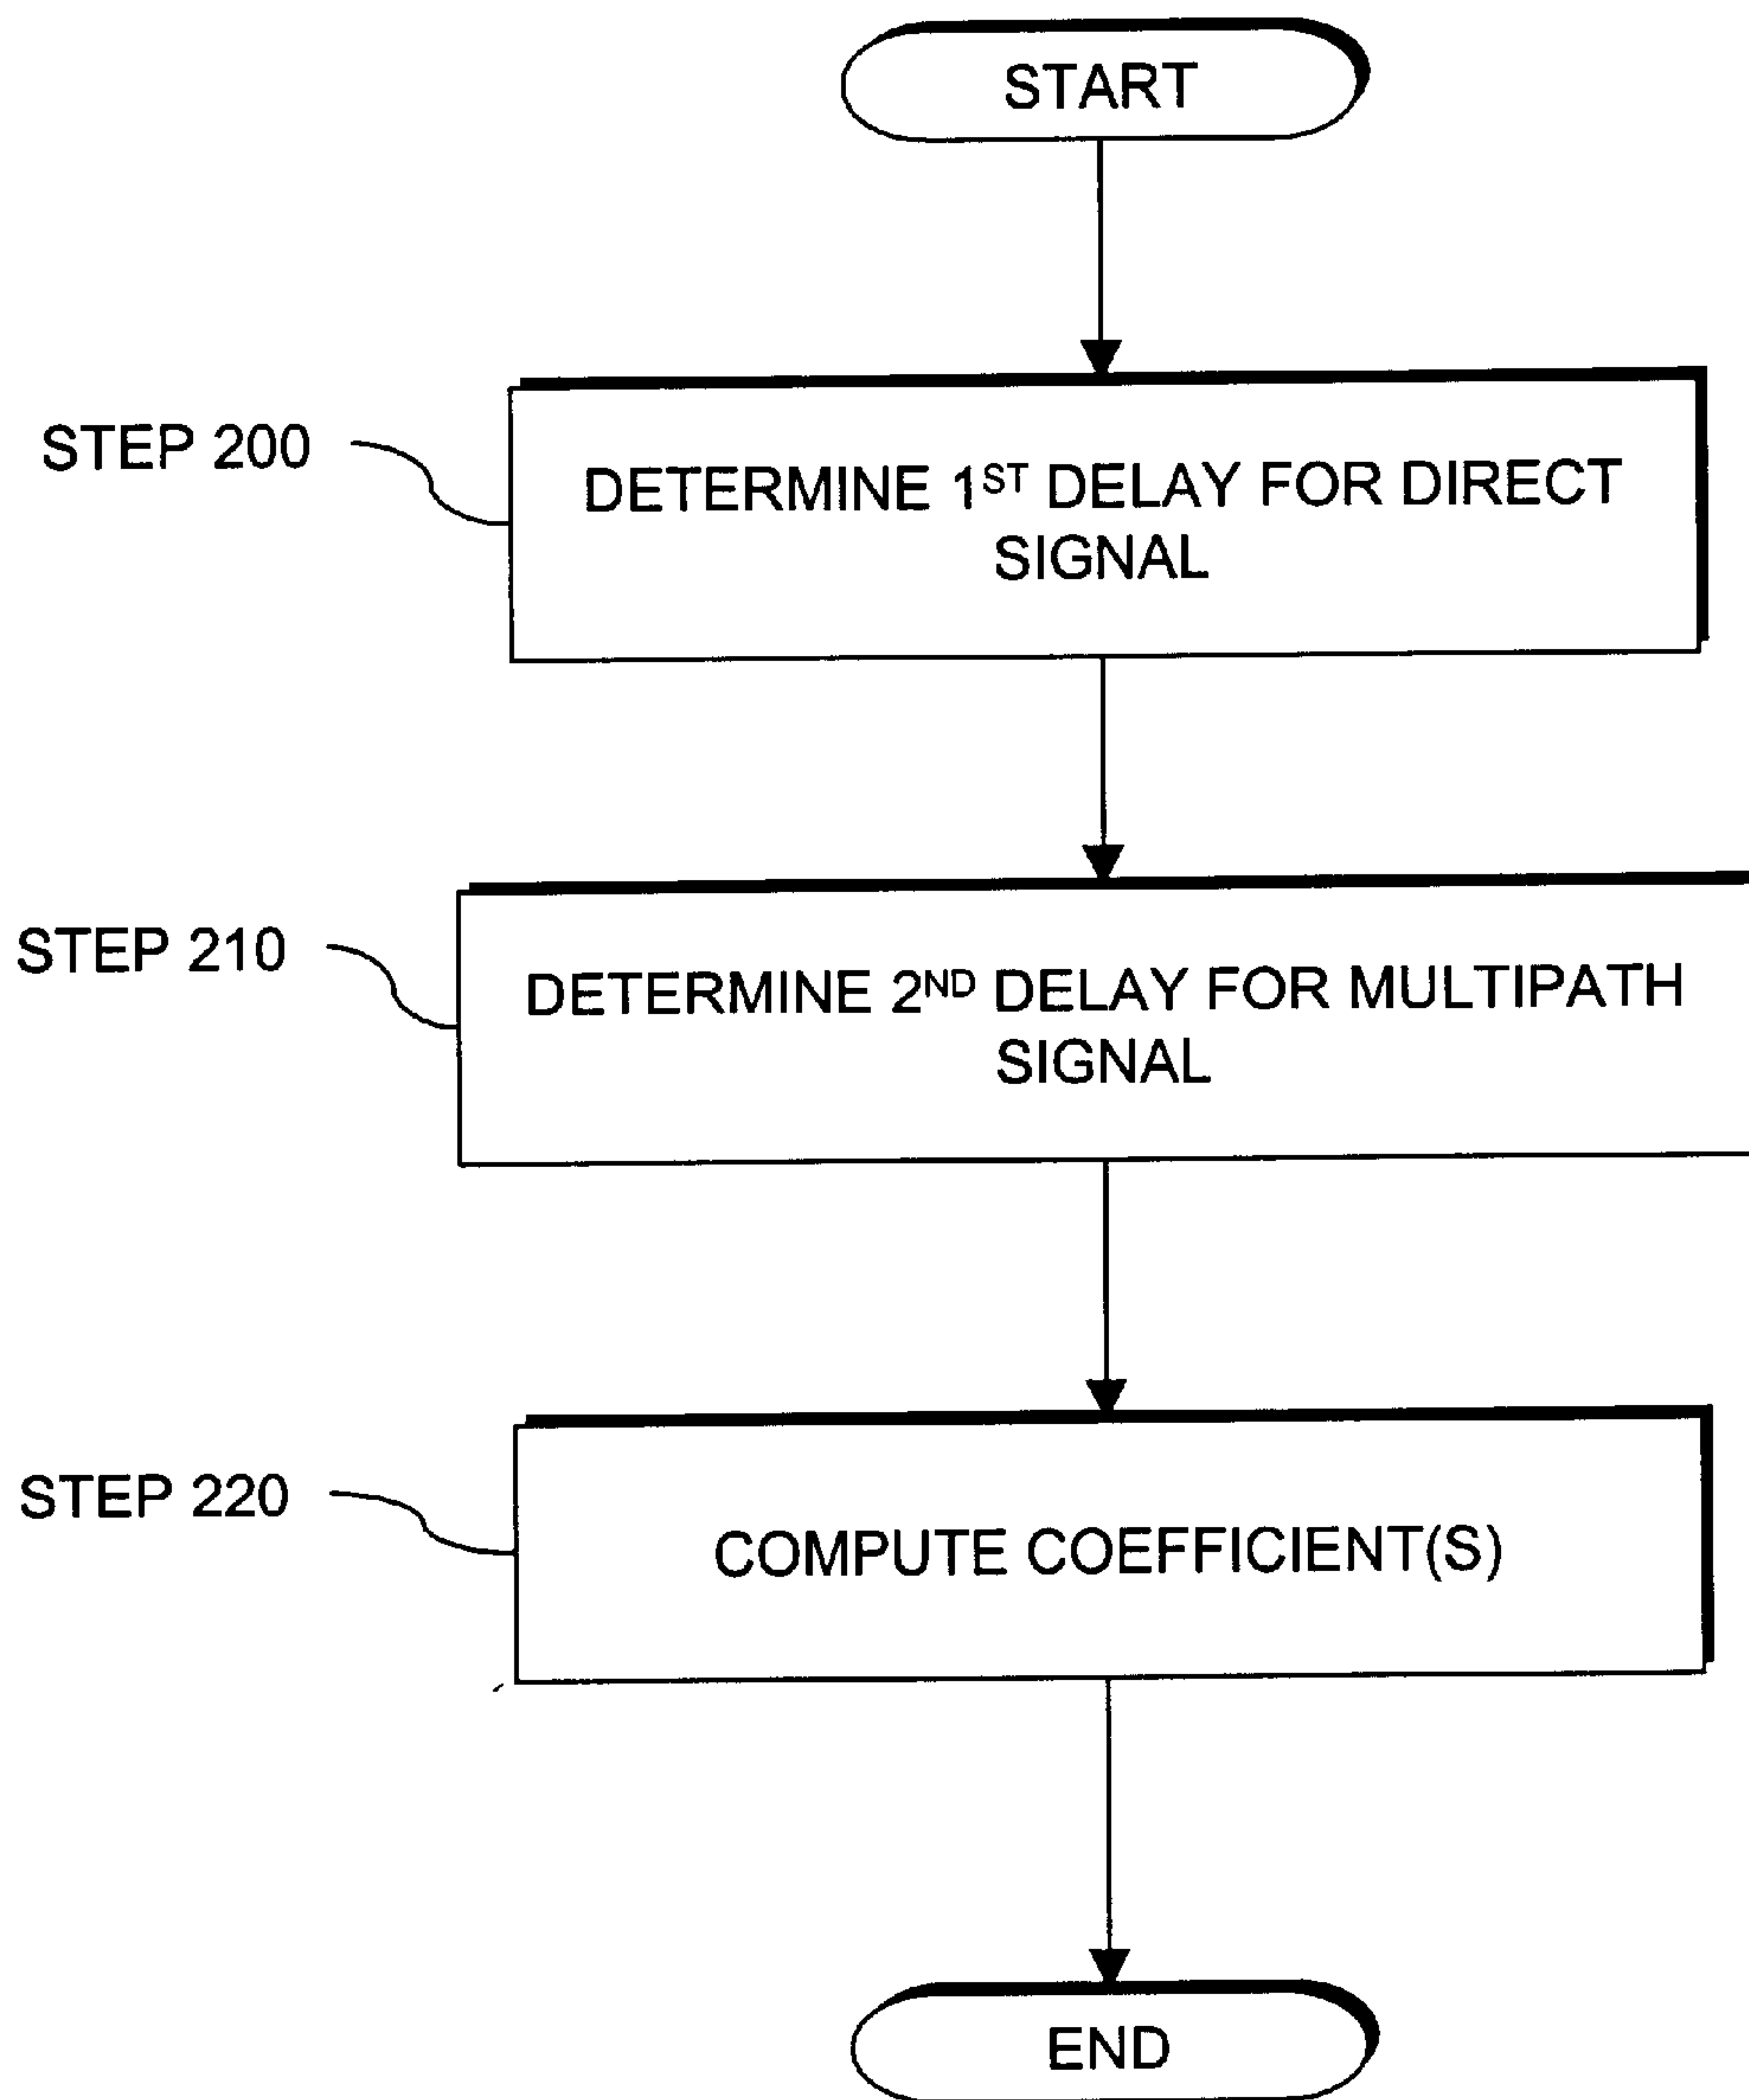 START
STEP 200
DETERMINE 1ST DELAY FOR DIRECT
SIGNAL
STEP 210
DETERMINE 2ND DELAY FOR MULTIPATH
SIGNAL
STEP 220
COMPUTE COEFFICIENT(S)
END